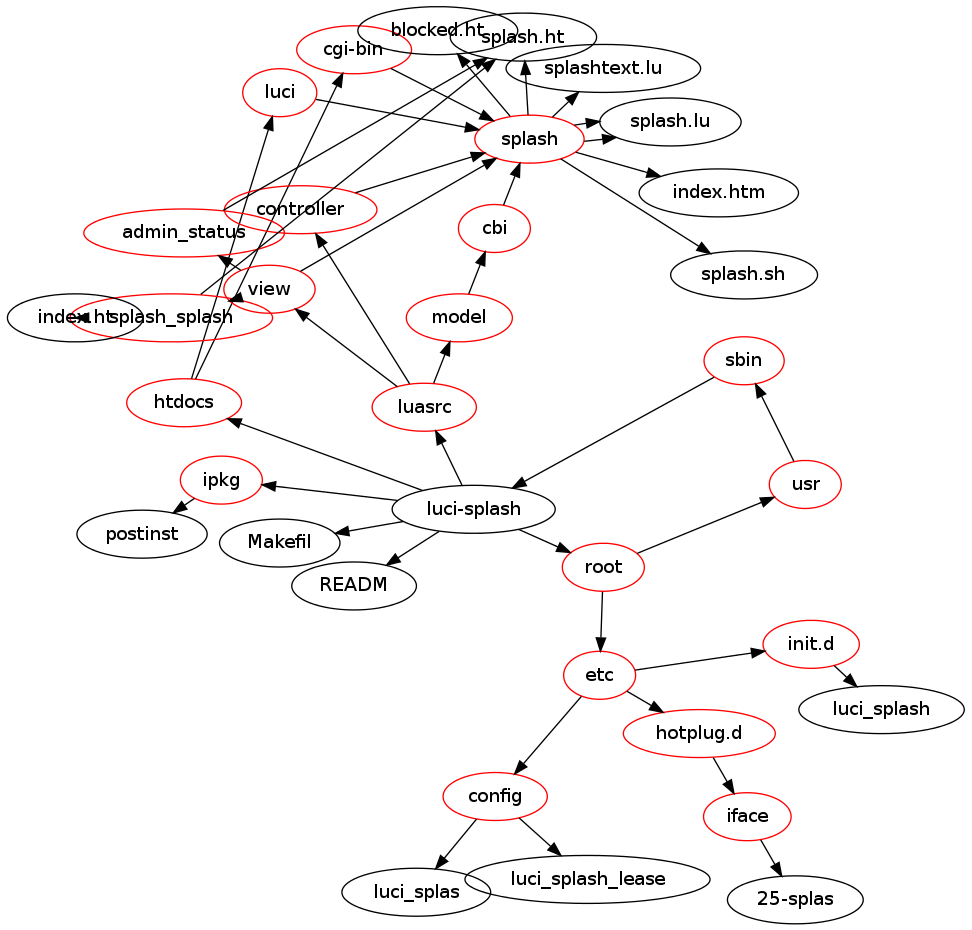 blocked.ht
splash.ht
cgi-bin
splashtext.lu
luci
splash.lu
splash
index.htm
controller
cbi
admin_status
splash.sh
view
index.ht
splash_splash
model
sbin
htdocs
luasrc
ipkg
usr
luci-splash
postinst
Makefil
root
READM
init.d
etc
luci_splash
hotplug.d
config
iface
luci_splash_lease
luci_splas
25-splas